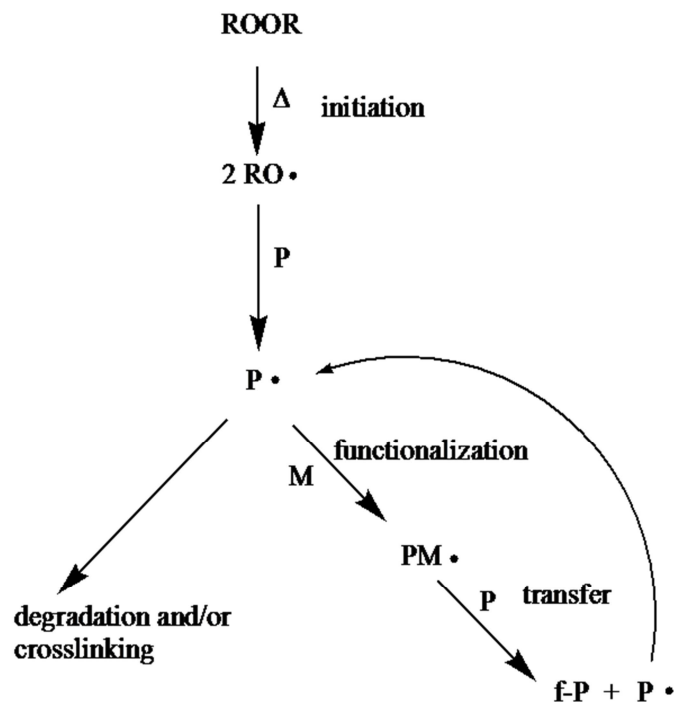 ROOR
Δ
initiation
2 RO•
P
P•
functionalization
M
PM•
P
transfer
degradation and/or
crosslinking
f-P + P•